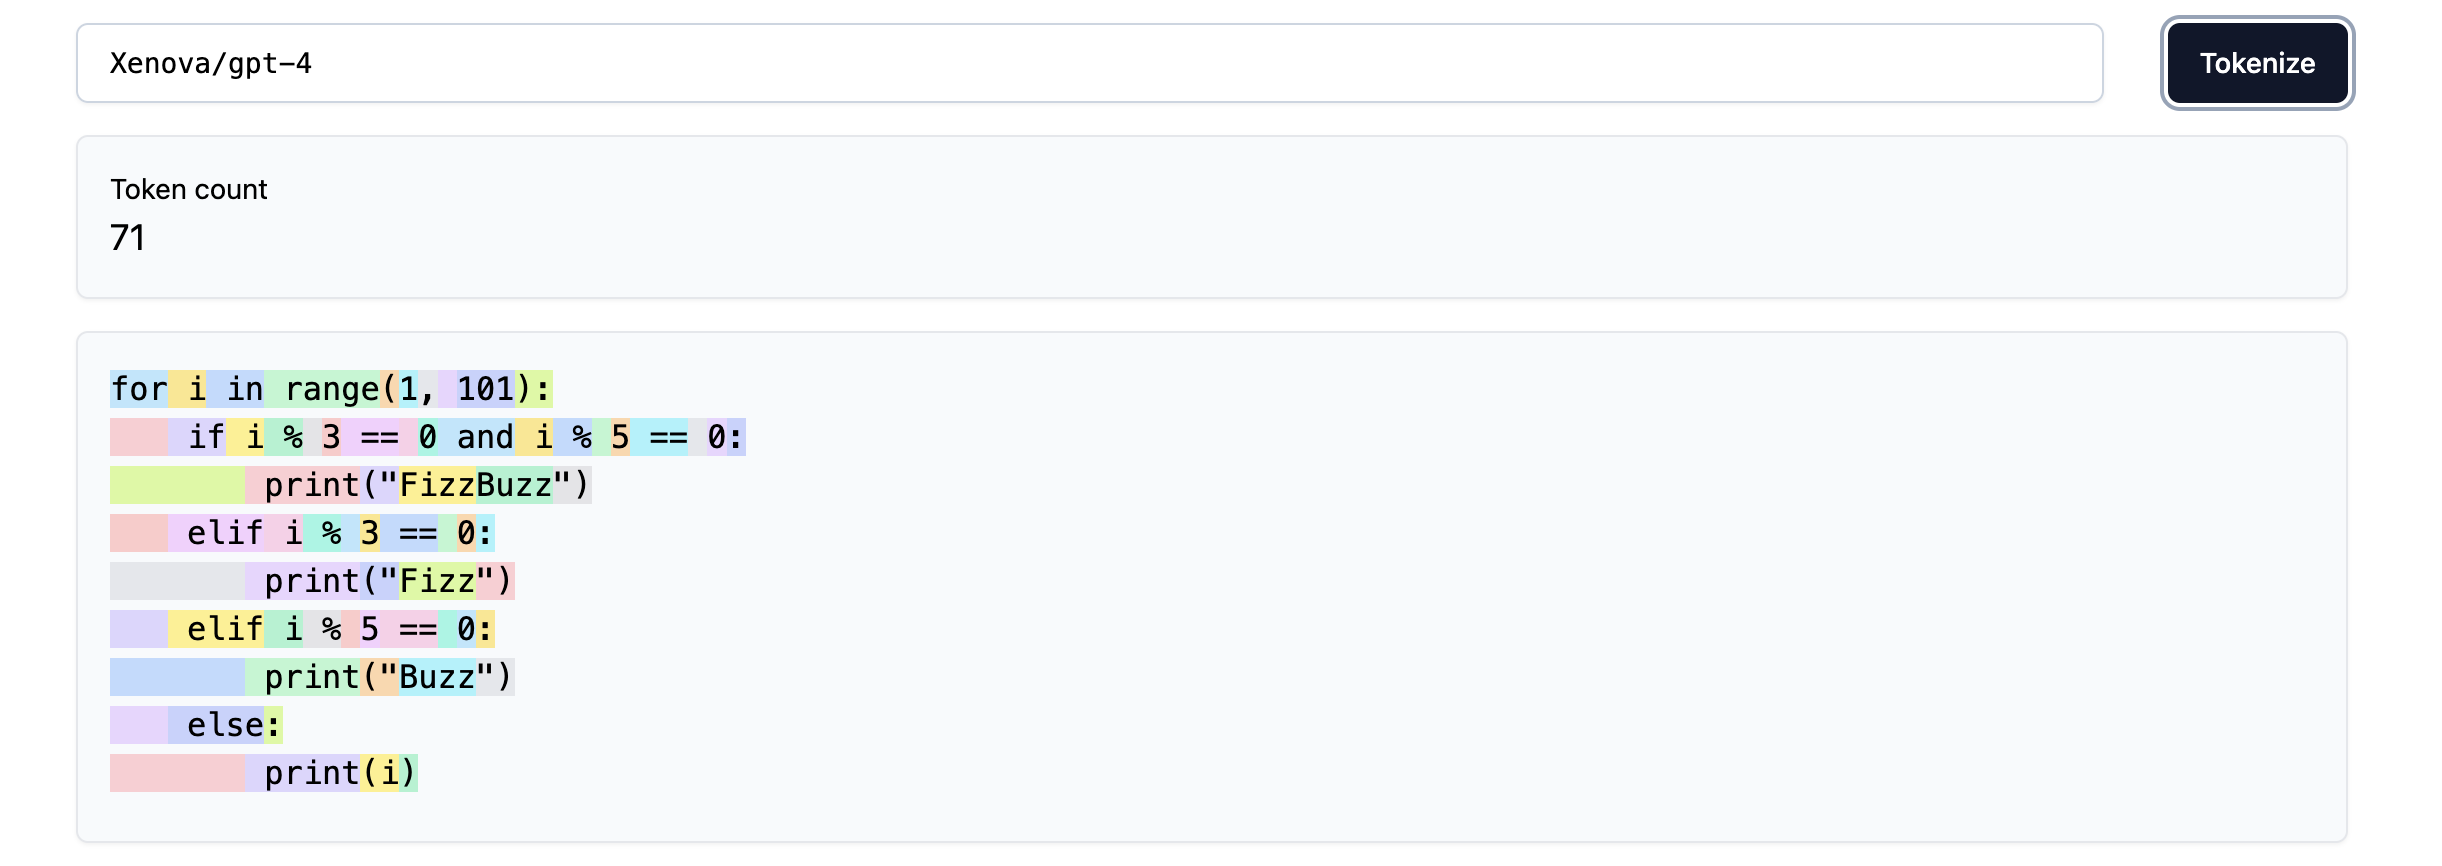 Xenova/gpt-4
Tokenize
Token count
71
for i in range(1, 101):
    if i % 3 == 0 and i % 5 == 0:
        print("FizzBuzz")
    elif i % 3 == 0:
        print("Fizz")
    elif i % 5 == 0:
        print("Buzz")
    else:
        print(i)